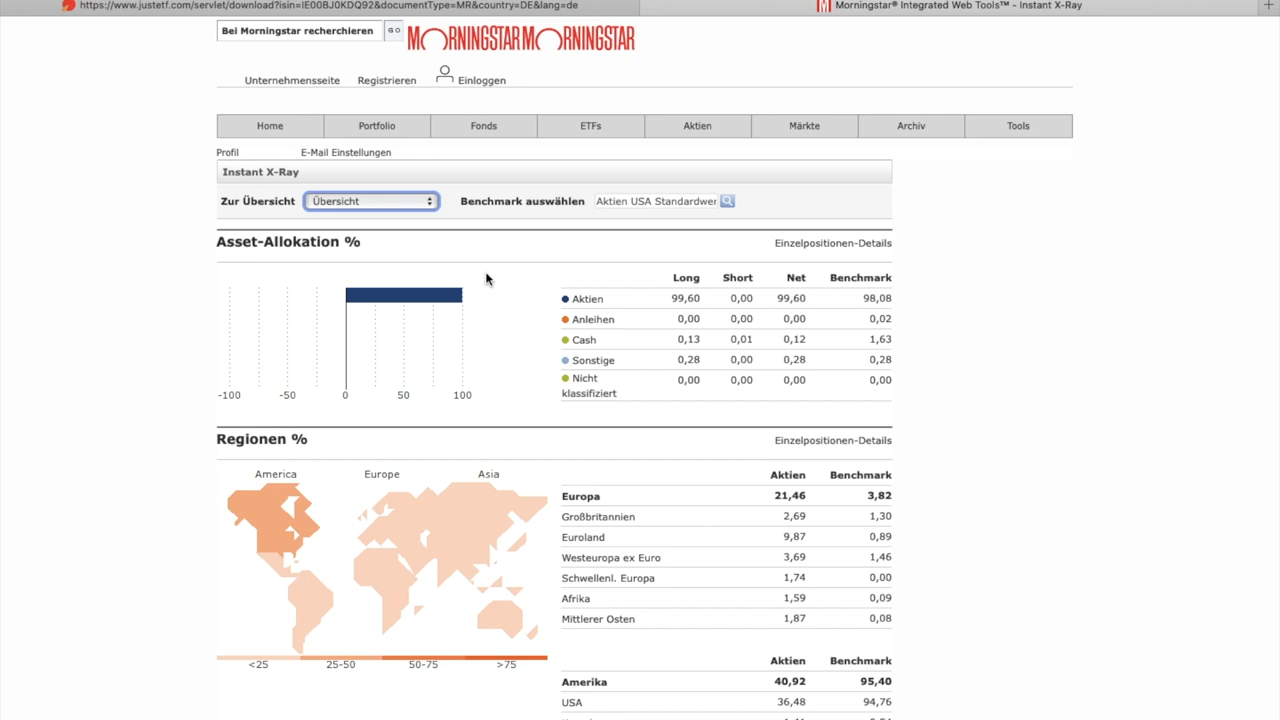 https://www.justetf.com/servlet/download?isin=IE00BJ0KDQ92&documentType=MR&country=DE&lang=de
Morningstar® Integrated Web Tools™ - Instant X-Ray
Bei Morningstar recherchieren GO MORNINGSTAR MORNINGSTAR
Unternehmensseite Registrieren Einloggen
Home Portfolio Fonds ETFs Aktien Märkte Archiv Tools
Profil E-Mail Einstellungen
Instant X-Ray
Zur Übersicht Übersicht Benchmark auswählen Aktien USA Standardwer
Asset-Allokation % Einzelpositionen-Details
Long Short Net Benchmark
Aktien 99,60 0,00 99,60 98,08
Anleihen 0,00 0,00 0,00 0,02
Cash 0,13 0,01 0,12 1,63
Sonstige 0,28 0,00 0,28 0,28
Nicht klassifiziert 0,00 0,00 0,00 0,00
-100 -50 0 50 100
Regionen % Einzelpositionen-Details
America Europe Asia
<25 25-50 50-75 >75
Aktien Benchmark
Europa 21,46 3,82
Großbritannien 2,69 1,30
Euroland 9,87 0,89
Westeuropa ex Euro 3,69 1,46
Schwellenl. Europa 1,74 0,00
Afrika 1,59 0,09
Mittlerer Osten 1,87 0,08
Aktien Benchmark
Amerika 40,92 95,40
USA 36,48 94,76